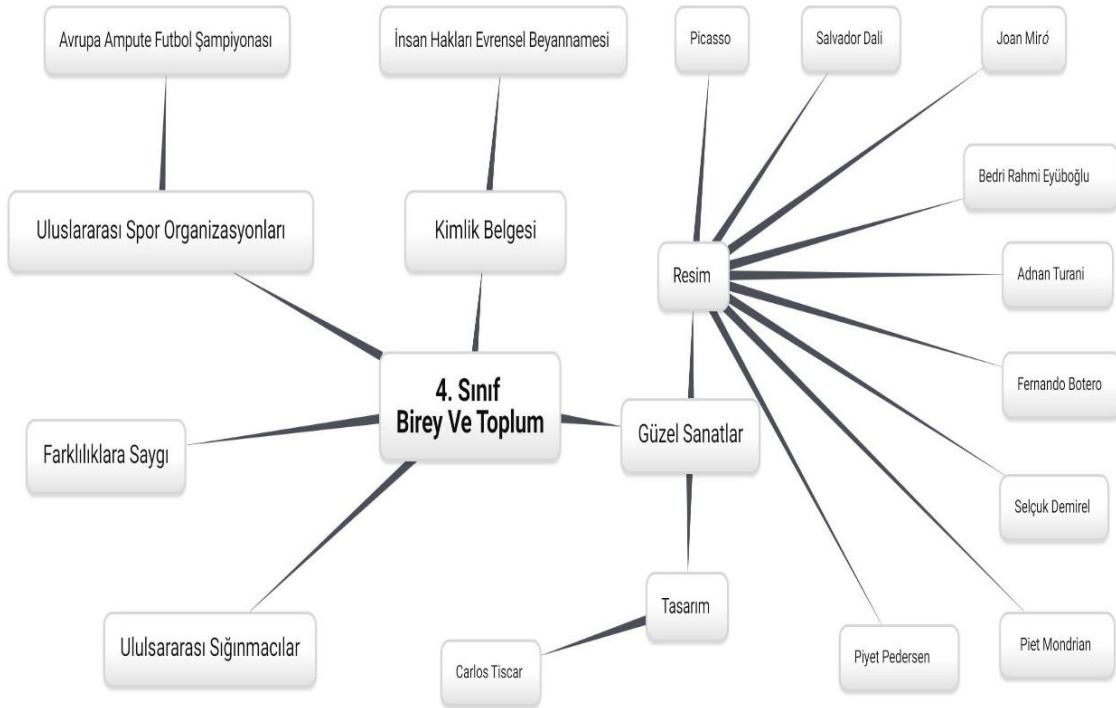 Avrupa Ampute Futbol Şampiyonası
İnsan Hakları Evrensel Beyannamesi
Picasso
Salvador Dali
Joan Miró
Bedri Rahmi Eyüboğlu
Uluslararası Spor Organizasyonları
Kimlik Belgesi
Resim
Adnan Turani
4. Sınıf
Birey Ve Toplum
Fernando Botero
Güzel Sanatlar
Farklılıklara Saygı
Selçuk Demirel
Tasarım
Ululsararası Sığınmacılar
Carlos Tiscar
Piyet Pedersen
Piet Mondrian